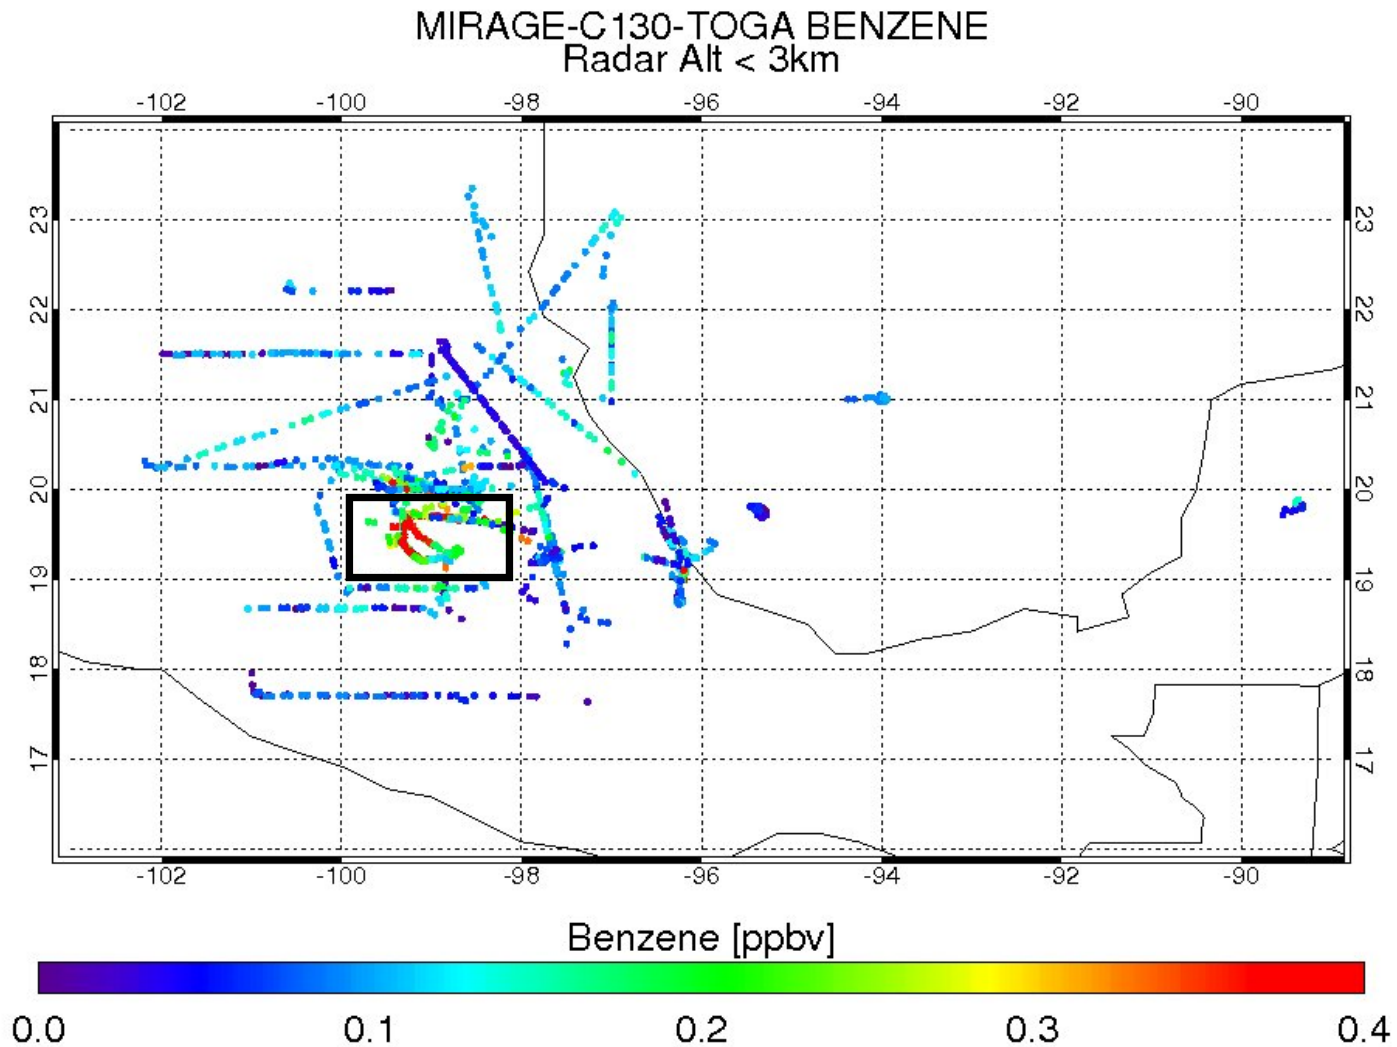 MIRAGE-C130-TOGA BENZENE
Radar Alt < 3km
-102 -100 -98 -96 -94 -92 -90
23 23
22 22
21 21
20 20
19 19
18 18
17 17
-102 -100 -98 -96 -94 -92 -90
Benzene [ppbv]
0.0 0.1 0.2 0.3 0.4